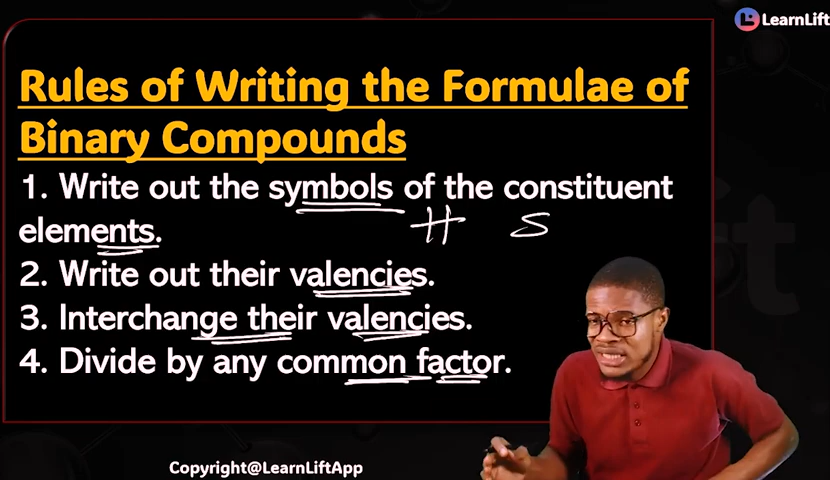 LearnLift
Rules of Writing the Formulae of
Binary Compounds
1. Write out the symbols of the constituent
elements.
H S
2. Write out their valencies.
3. Interchange their valencies.
4. Divide by any common factor.
Copyright@LearnLiftApp